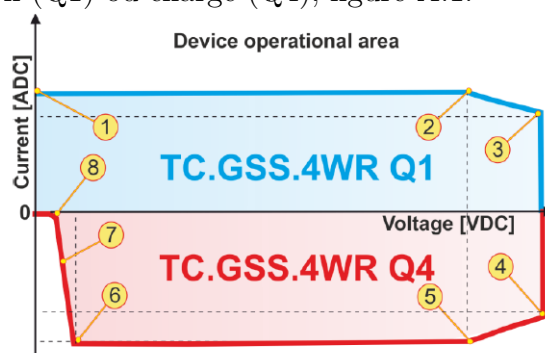 Device operational area
Current [ADC]
1
2
3
8
TC.GSS.4WR Q1
0
Voltage [VDC]
7
TC.GSS.4WR Q4
4
6
5